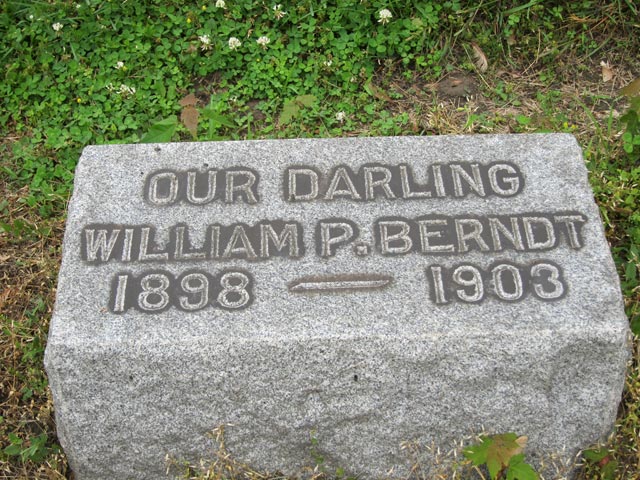 OUR DARLING
WILLIAM P. BERNDT
1898 — 1903